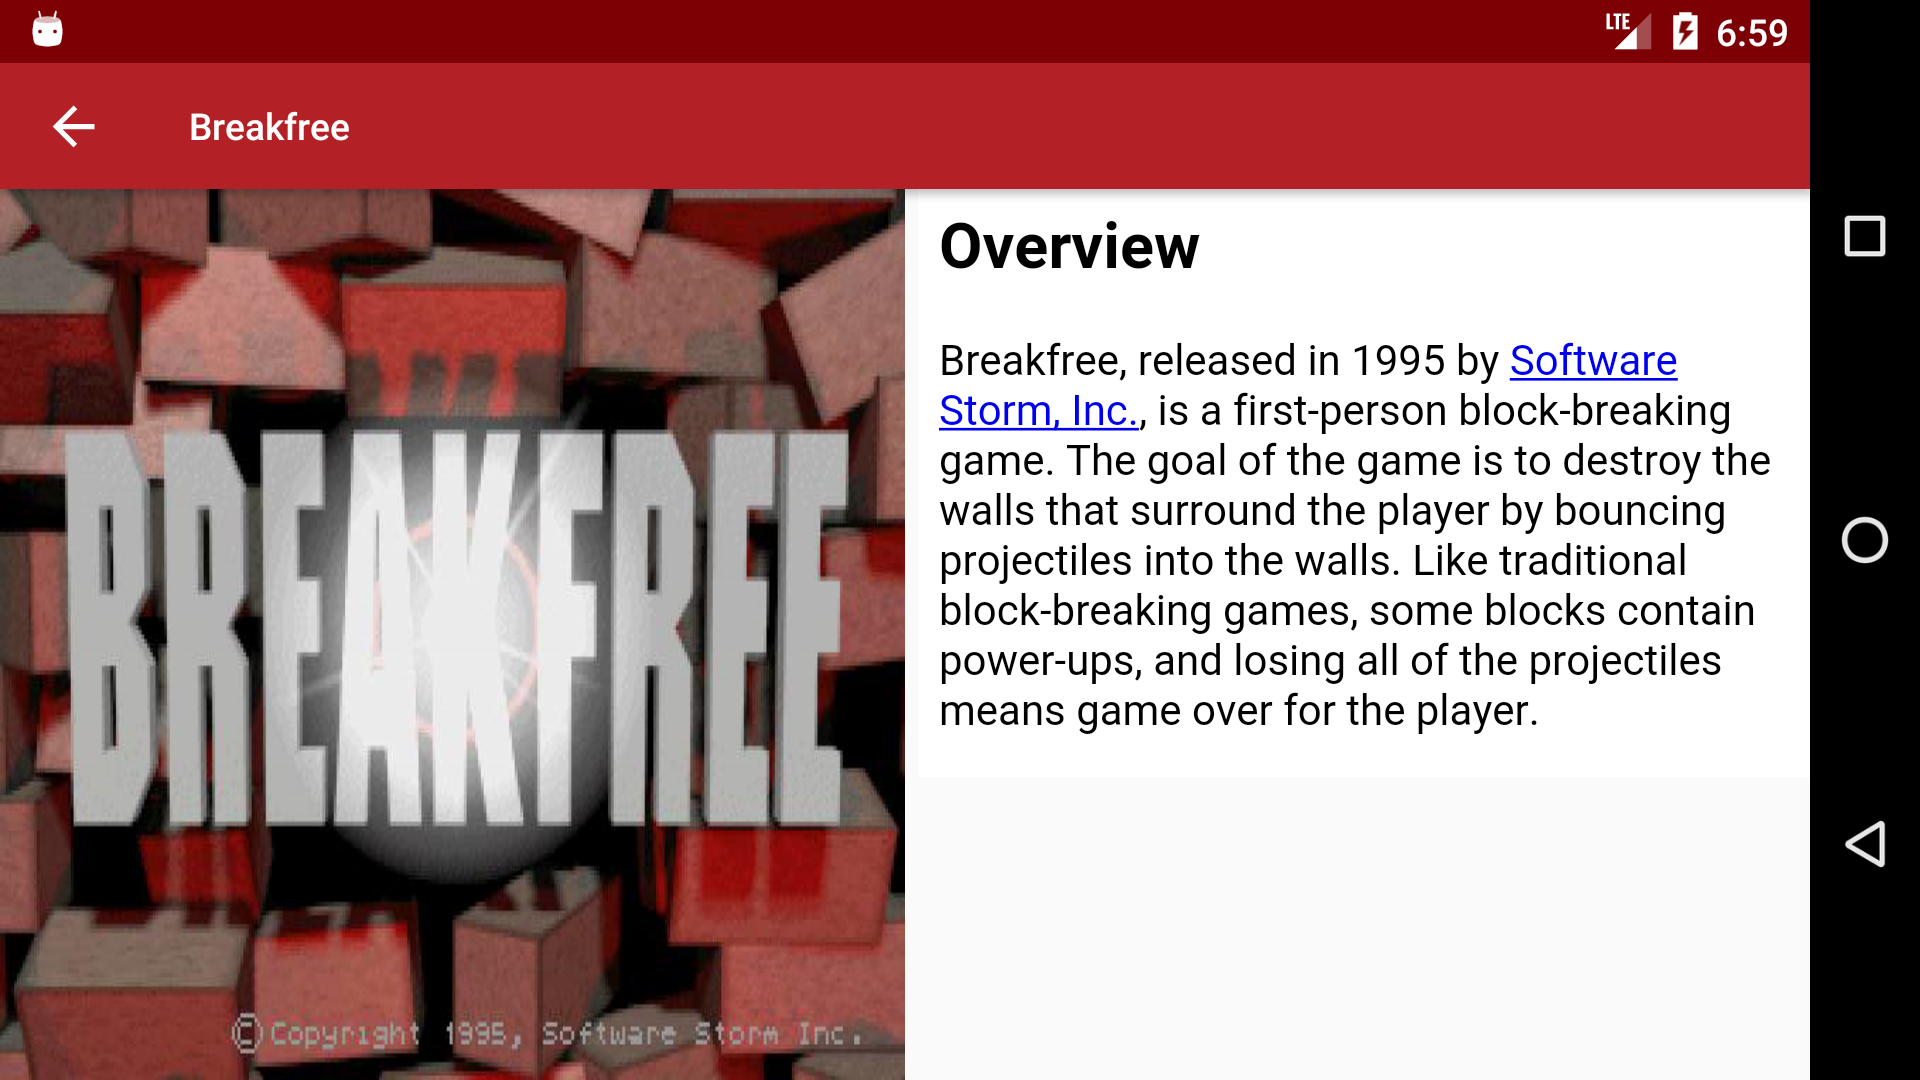 LTE 6:59
Breakfree
BREAKFREE
© Copyright 1995, Software Storm Inc.
Overview
Breakfree, released in 1995 by Software
Storm, Inc., is a first-person block-breaking
game. The goal of the game is to destroy the
walls that surround the player by bouncing
projectiles into the walls. Like traditional
block-breaking games, some blocks contain
power-ups, and losing all of the projectiles
means game over for the player.